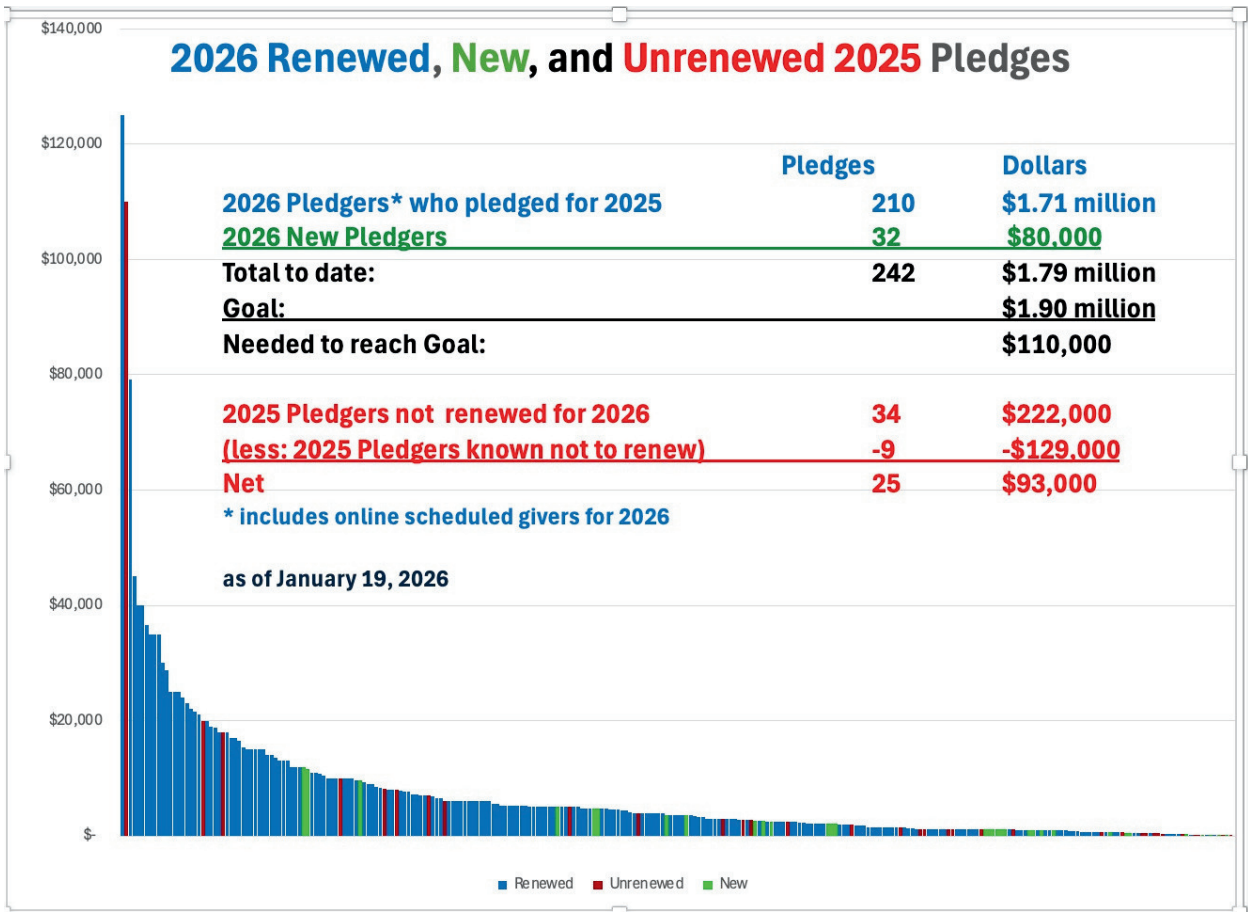 $140,000
2026 Renewed, New, and Unrenewed 2025 Pledges
$120,000
Pledges Dollars
2026 Pledgers* who pledged for 2025 210 $1.71 million
2026 New Pledgers 32 $80,000
$100,000
Total to date: 242 $1.79 million
Goal: $1.90 million
Needed to reach Goal: $110,000
$80,000
2025 Pledgers not renewed for 2026 34 $222,000
(less: 2025 Pledgers known not to renew) -9 -$129,000
Net 25 $93,000
$60,000
* includes online scheduled givers for 2026
as of January 19, 2026
$40,000
$20,000
$-
Renewed Unrenewed New